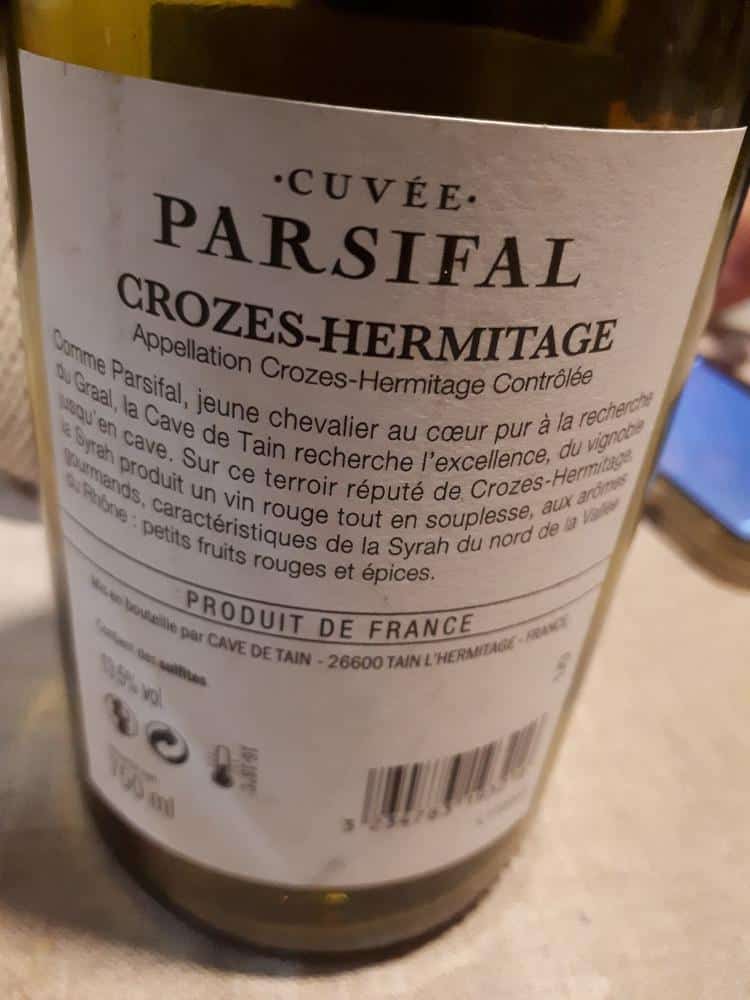 ·CUVÉE·
PARSIFAL
CROZES-HERMITAGE
Appellation Crozes-Hermitage Contrôlée
Comme Parsifal, jeune chevalier au cœur pur à la recherche
du Graal, la Cave de Tain recherche l'excellence, du vignoble
jusqu'en cave. Sur ce terroir réputé de Crozes-Hermitage,
la Syrah produit un vin rouge tout en souplesse, aux arômes
gourmands, caractéristiques de la Syrah du nord de la Vallée
du Rhône : petits fruits rouges et épices.
PRODUIT DE FRANCE
Mis en bouteille par CAVE DE TAIN - 26600 TAIN L'HERMITAGE - FRANCE
Contient des sulfites
13.5% vol
750 ml